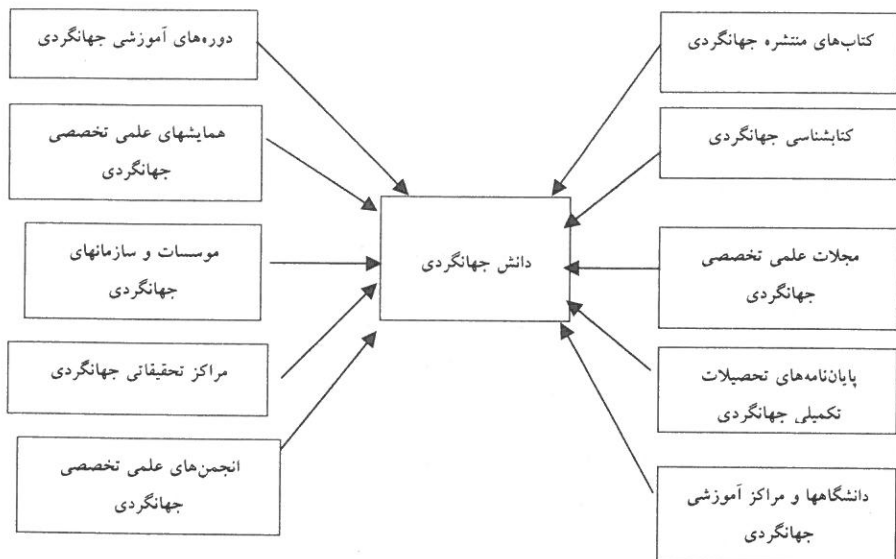 کتاب‌های منتشره جهانگردی
کتابشناسی جهانگردی
مجلات علمی تخصصی
جهانگردی
پایان‌نامه‌های تحصیلات
تکمیلی جهانگردی
دانشگاهها و مراکز آموزشی
جهانگردی
دانش جهانگردی
دوره‌های آموزشی جهانگردی
همایشهای علمی تخصصی
جهانگردی
موسسات و سازمانهای
جهانگردی
مراکز تحقیقاتی جهانگردی
انجمن‌های علمی تخصصی
جهانگردی